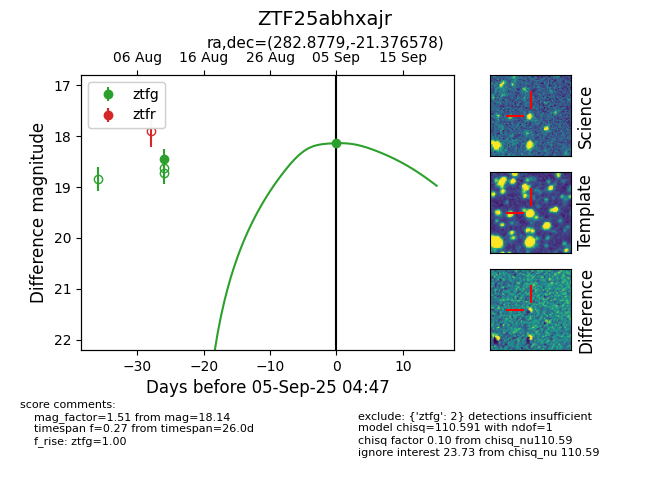 ZTF25abhxajr
ra,dec=(282.8779,-21.376578)
06 Aug 16 Aug 26 Aug 05 Sep 15 Sep
ztfg
ztfr
17
18
19
20
21
22
Difference magnitude
−30 −20 −10 0 10
Days before 05-Sep-25 04:47
Science
Template
Difference
score comments:
mag_factor=1.51 from mag=18.14
timespan f=0.27 from timespan=26.0d
f_rise: ztfg=1.00
exclude: {'ztfg': 2} detections insufficient
model chisq=110.591 with ndof=1
chisq factor 0.10 from chisq_nu110.59
ignore interest 23.73 from chisq_nu 110.59